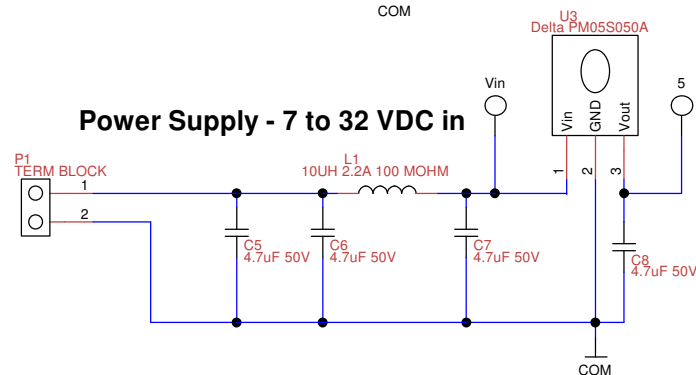 COM
U3
Delta PM05S050A
Vin
5
Power Supply - 7 to 32 VDC in
Vin
GND
Vout
P1
TERM BLOCK
L1
10UH 2.2A 100 MOHM
1
2
3
1
2
C5
4.7uF 50V
C6
4.7uF 50V
C7
4.7uF 50V
C8
4.7uF 50V
COM